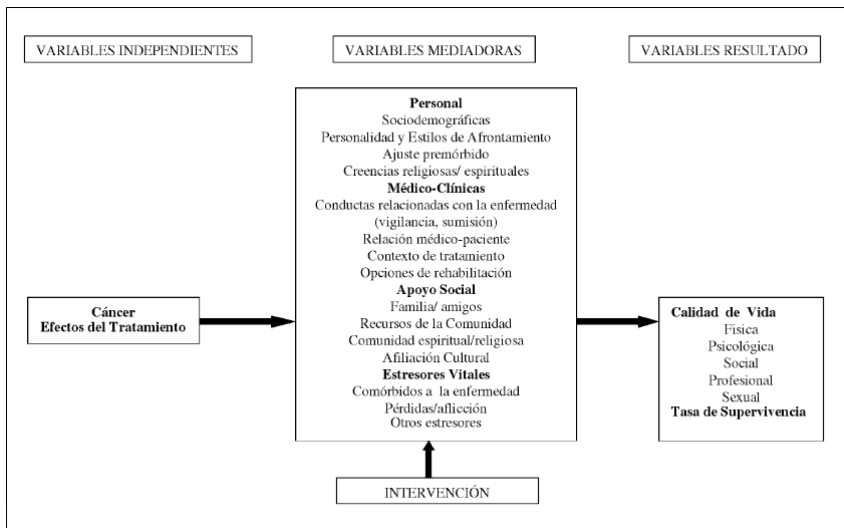 VARIABLES INDEPENDIENTES
VARIABLES MEDIADORAS
VARIABLES RESULTADO
Cáncer
Efectos del Tratamiento
Personal
Sociodemográficas
Personalidad y Estilos de Afrontamiento
Ajuste premórbido
Creencias religiosas/ espirituales
Médico-Clínicas
Conductas relacionadas con la enfermedad
(vigilancia, sumisión)
Relación médico-paciente
Contexto de tratamiento
Opciones de rehabilitación
Apoyo Social
Familia/ amigos
Recursos de la Comunidad
Comunidad espiritual/religiosa
Afiliación Cultural
Estresores Vitales
Comórbidos a la enfermedad
Pérdidas/aflicción
Otros estresores
Calidad de Vida
Fisica
Psicológica
Social
Profesional
Sexual
Tasa de Supervivencia
INTERVENCIÓN